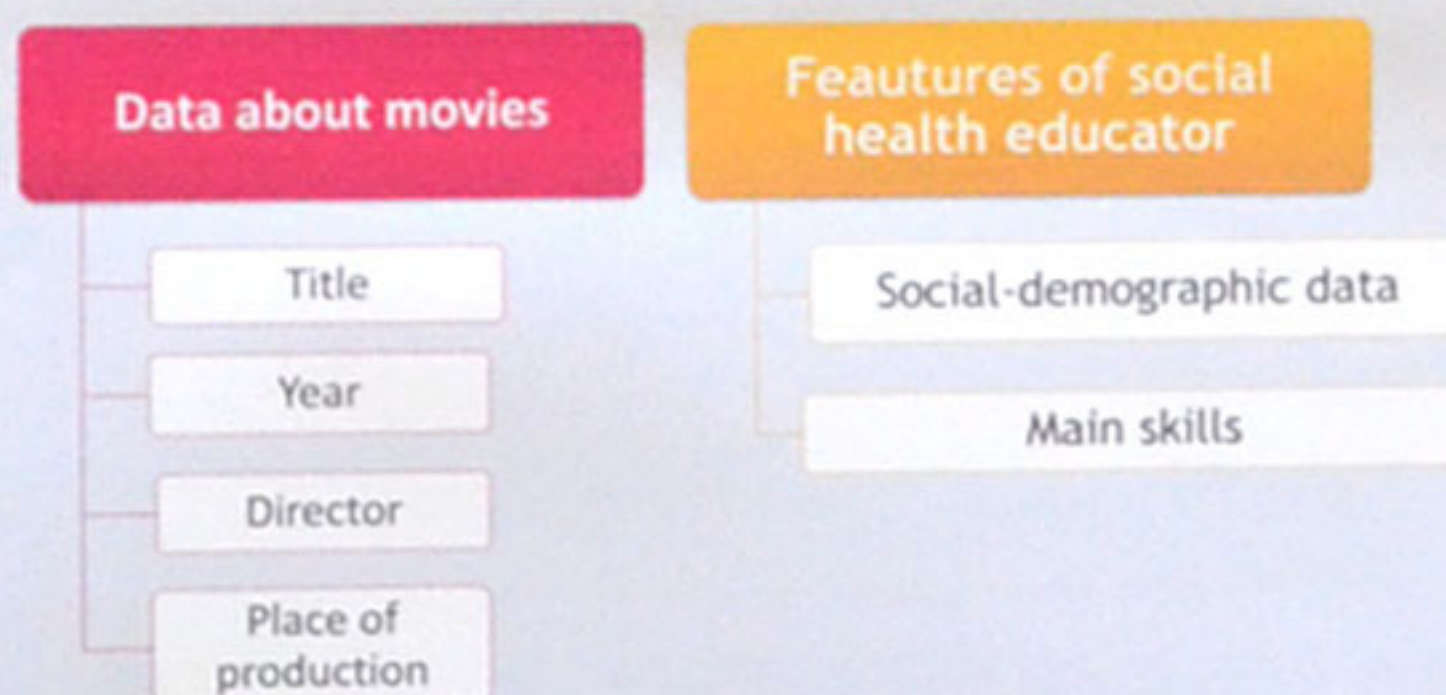 Data about movies
Title
Year
Director
Place of
production
Feautures of social
health educator
Social-demographic data
Main skills